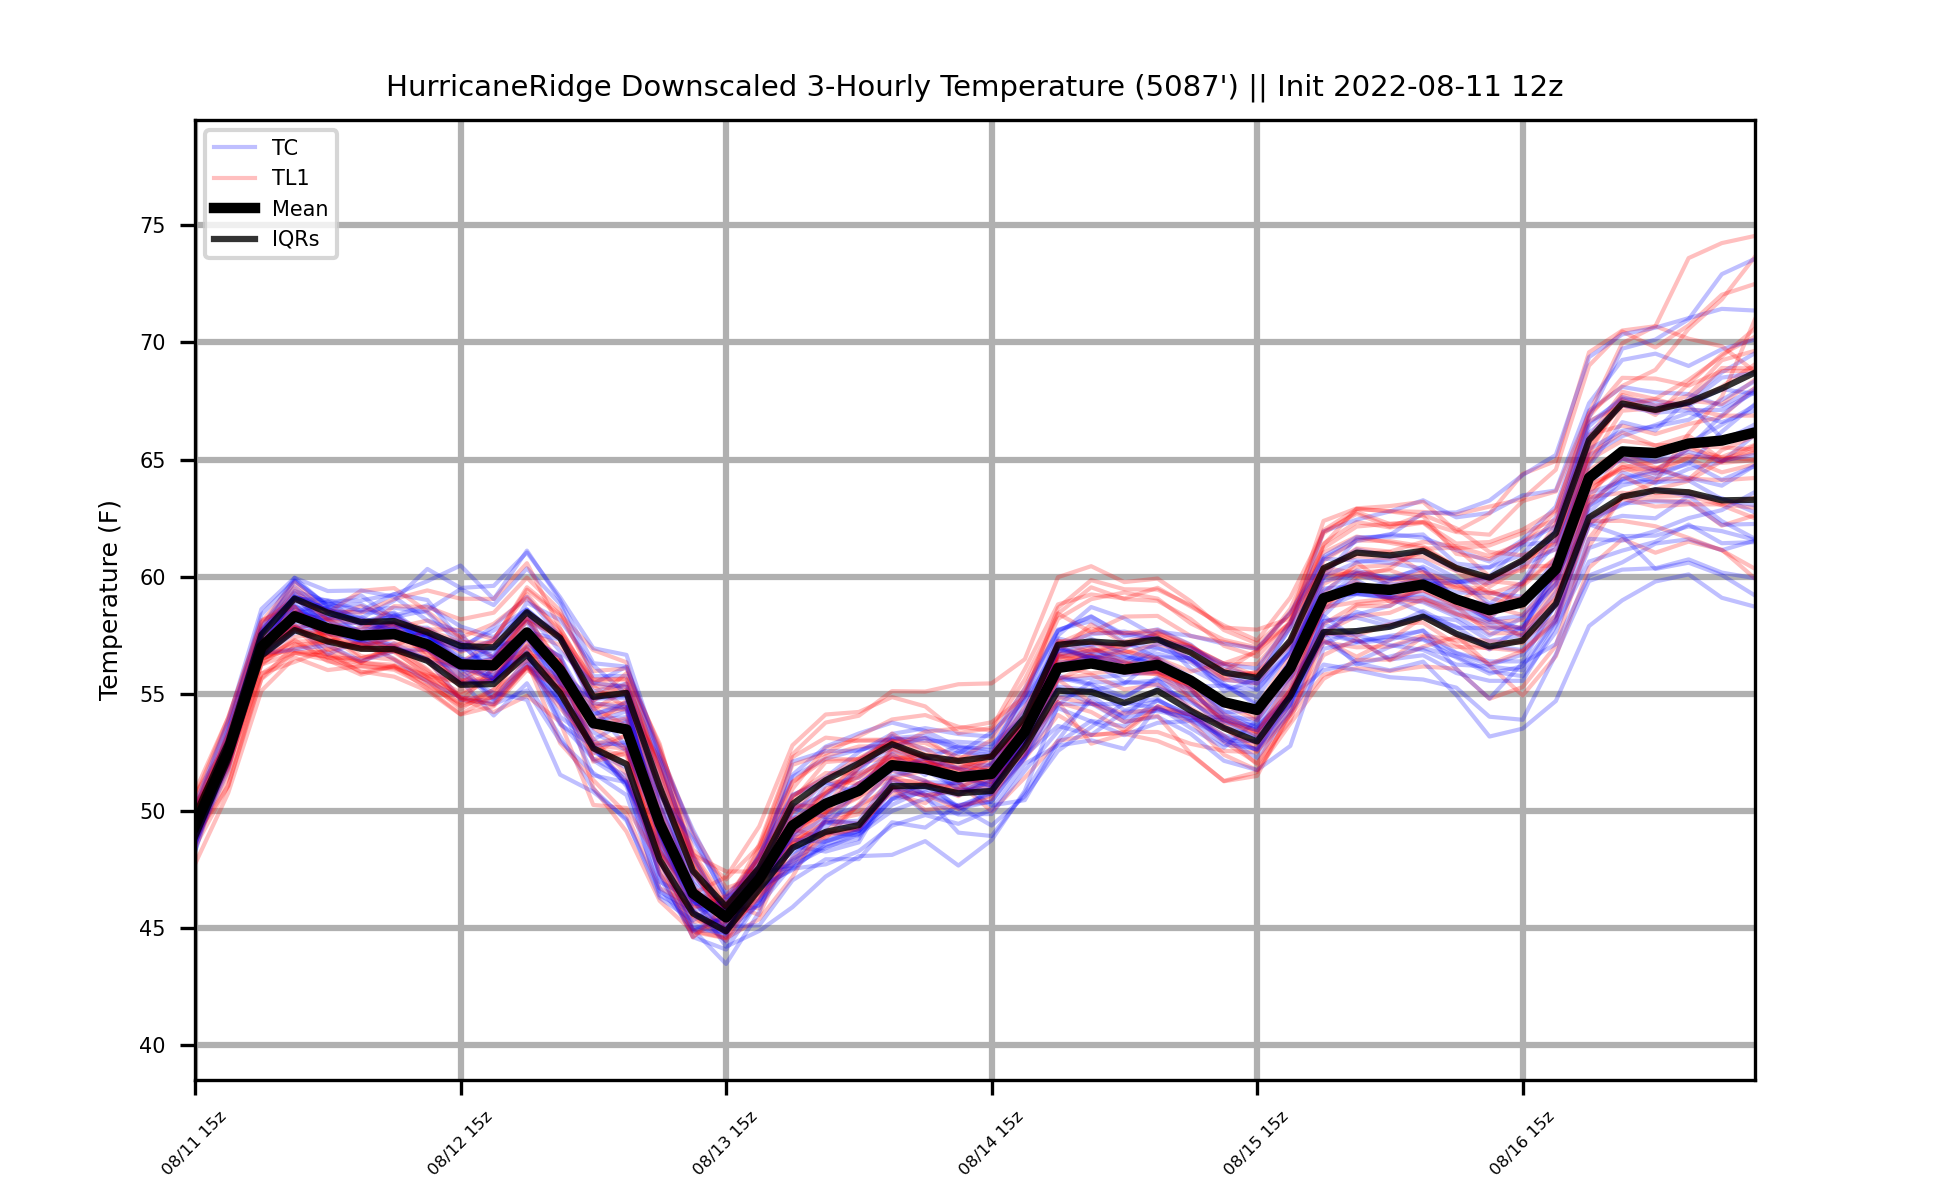 HurricaneRidge Downscaled 3-Hourly Temperature (5087') || Init 2022-08-11 12z
TC
TL1
Mean
IQRs
Temperature (F)
75
70
65
60
55
50
45
40
08/11 15z
08/12 15z
08/13 15z
08/14 15z
08/15 15z
08/16 15z